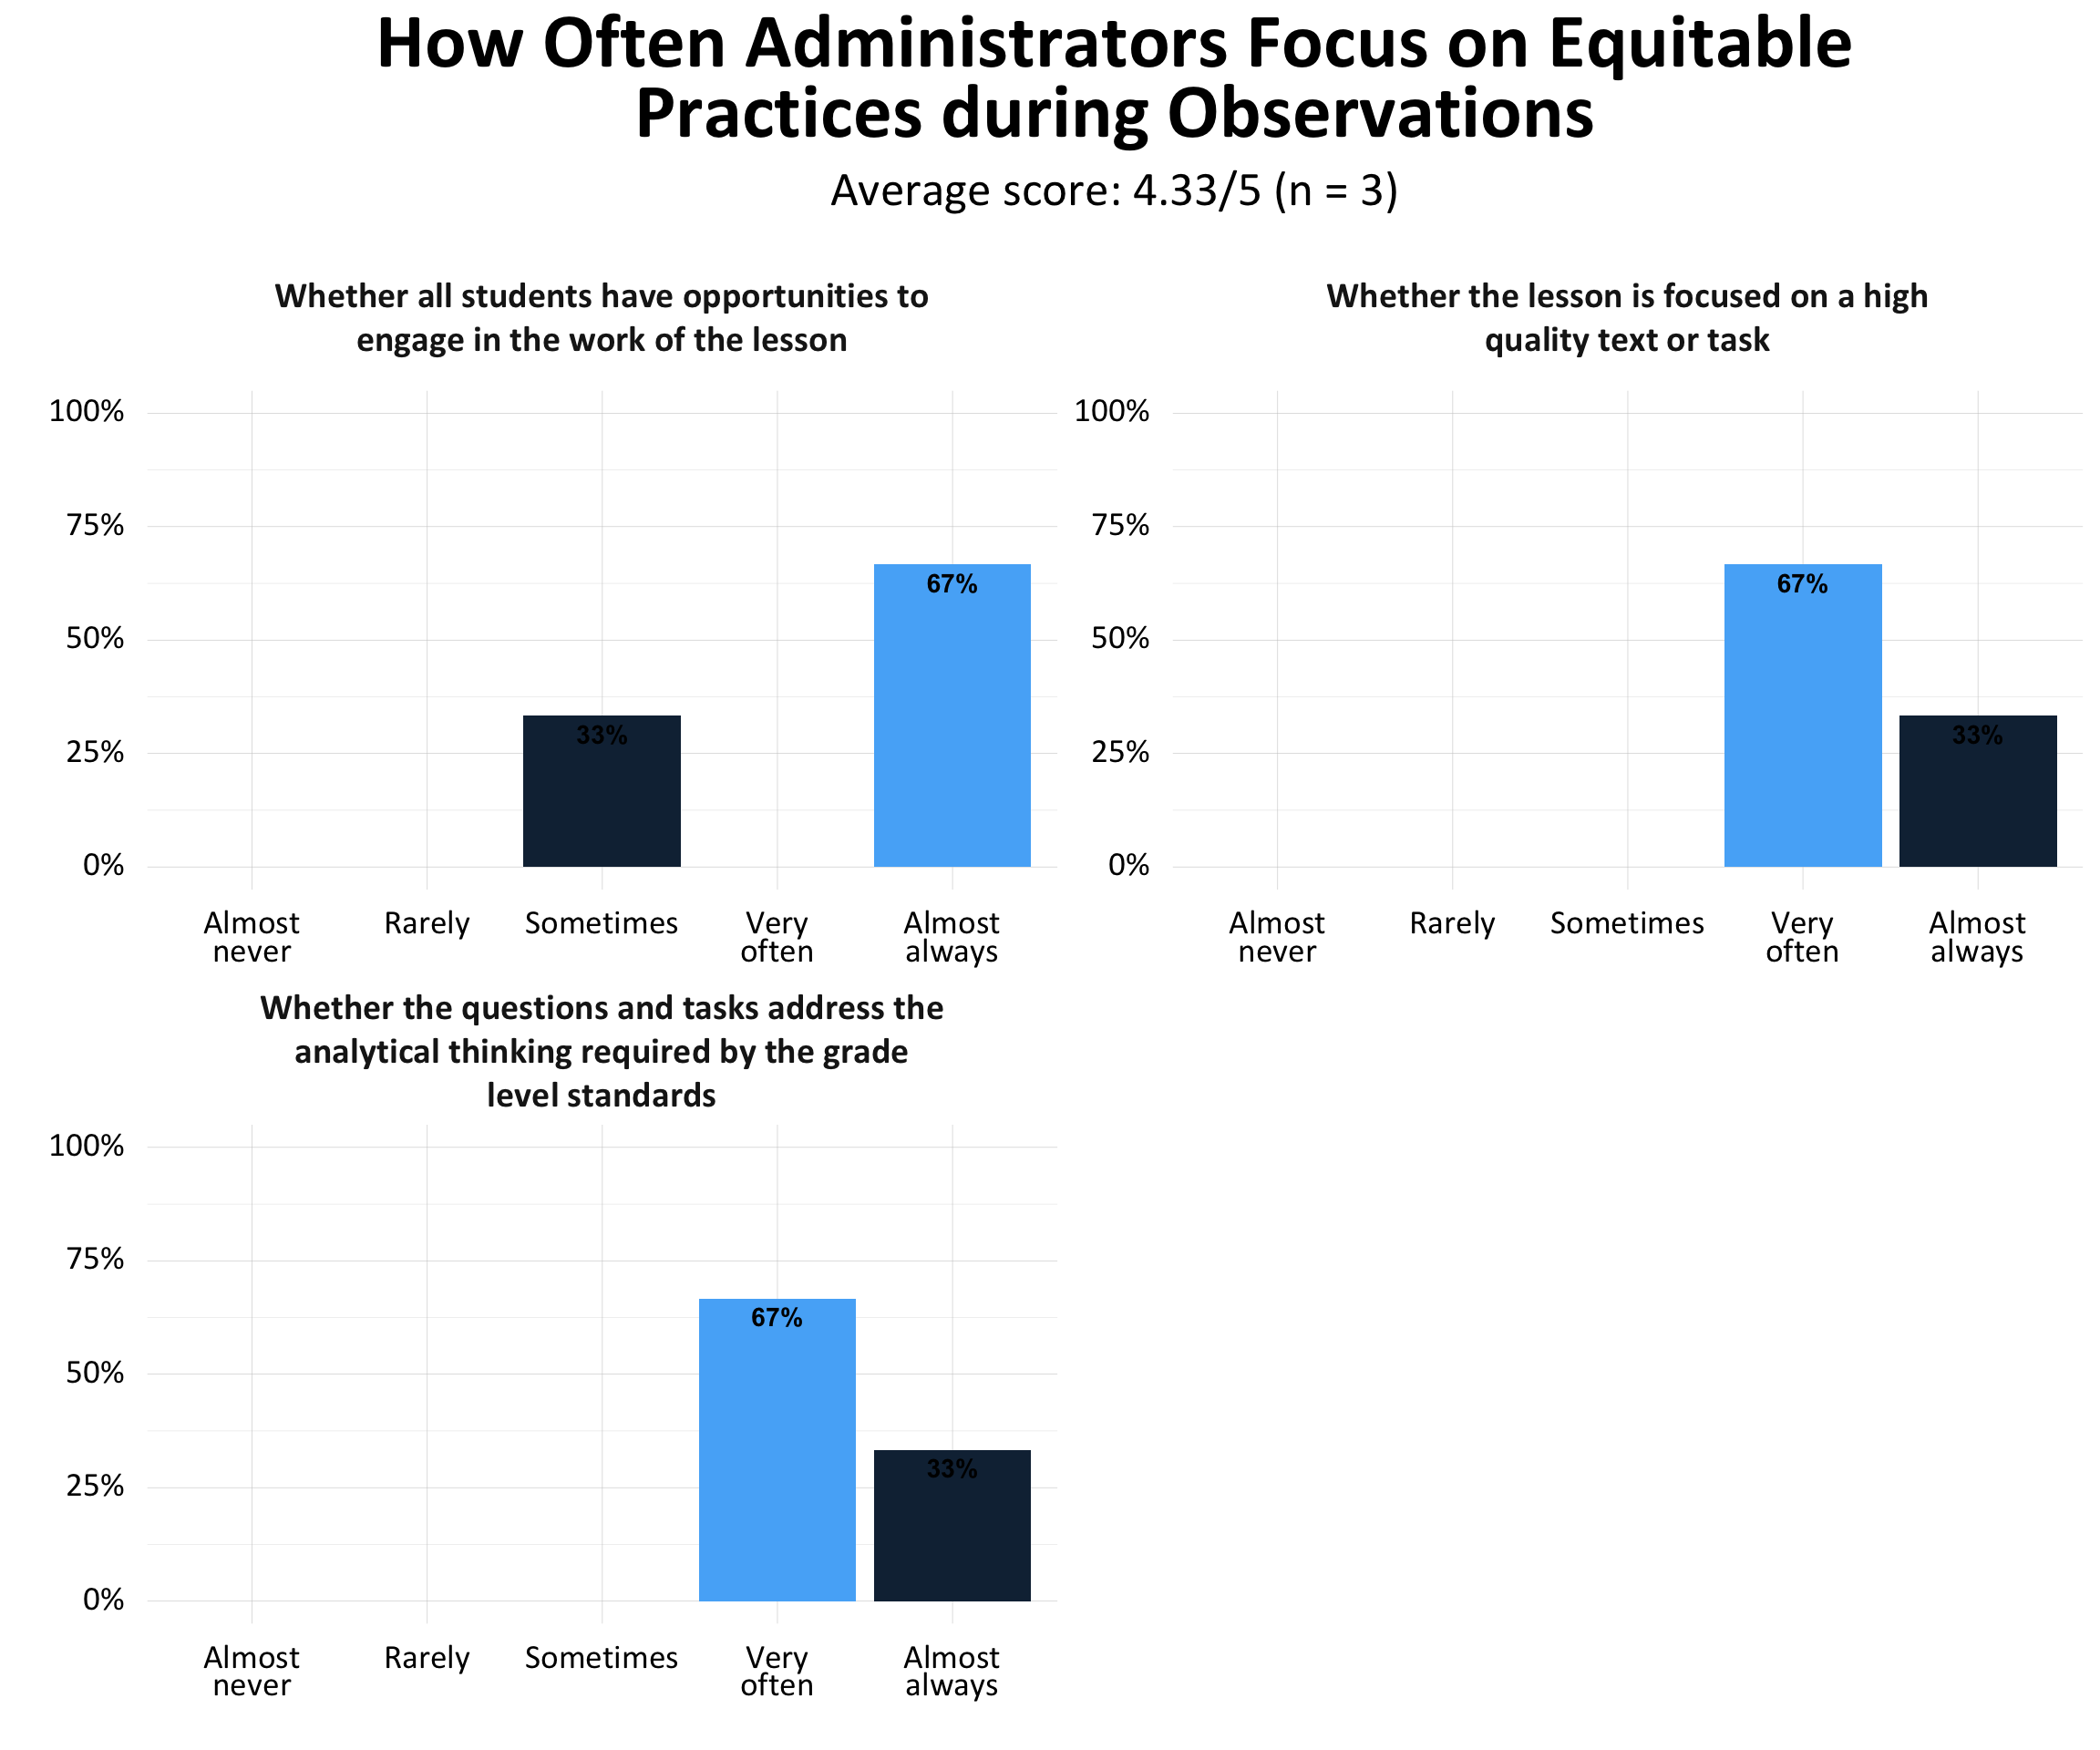 How Often Administrators Focus on Equitable
Practices during Observations
Average score: 4.33/5 (n = 3)
Whether all students have opportunities to
engage in the work of the lesson
100%
75%
50%
25%
0%
67%
33%
Almost
never
Rarely
Sometimes
Very
often
Almost
always
Whether the lesson is focused on a high
quality text or task
100%
75%
50%
25%
0%
67%
33%
Almost
never
Rarely
Sometimes
Very
often
Almost
always
Whether the questions and tasks address the
analytical thinking required by the grade
level standards
100%
75%
50%
25%
0%
67%
33%
Almost
never
Rarely
Sometimes
Very
often
Almost
always